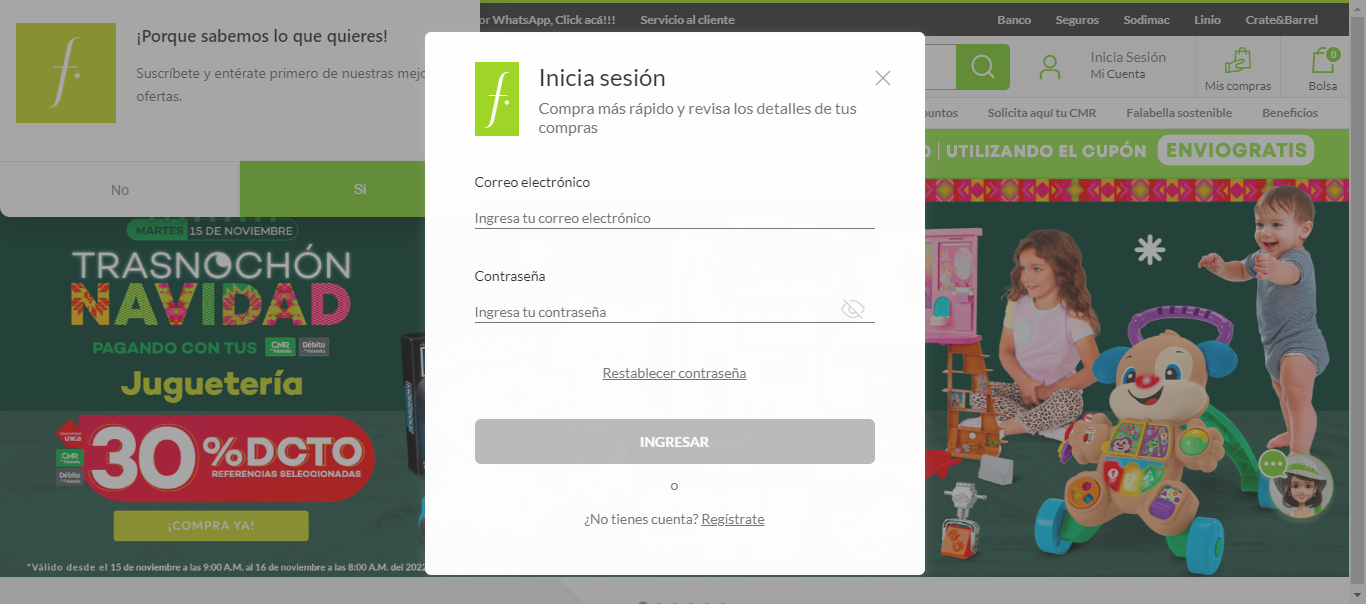 or WhatsApp, Click acá!!!
Servicio al cliente
Banco
Seguros
Sodimac
Linio
Crate&Barrel
¡Porque sabemos lo que quieres!
Suscríbete y entérate primero de nuestras mejo
ofertas.
No
Si
Inicia Sesión
Mi Cuenta
Mis compras
0
Bolsa
puntos
Solicita aquí tu CMR
Falabella sostenible
Beneficios
UTILIZANDO EL CUPÓN ENVIOGRATIS
f.
Inicia sesión
Compra más rápido y revisa los detalles de tus
compras
Correo electrónico
Ingresa tu correo electrónico
Contraseña
Ingresa tu contraseña
Restablecer contraseña
INGRESAR
o
¿No tienes cuenta? Regístrate
MARTES 15 DE NOVIEMBRE
TRASNOCHÓN
NAVIDAD
PAGANDO CON TUS CMR Débito
Juguetería
Oportunidad
única
CMR
Débito
30%DCTO
REFERENCIAS SELECCIONADAS
¡COMPRA YA!
*Válido desde el 15 de noviembre a las 9:00 A.M. al 16 de noviembre a las 8:00 A.M. del 2022